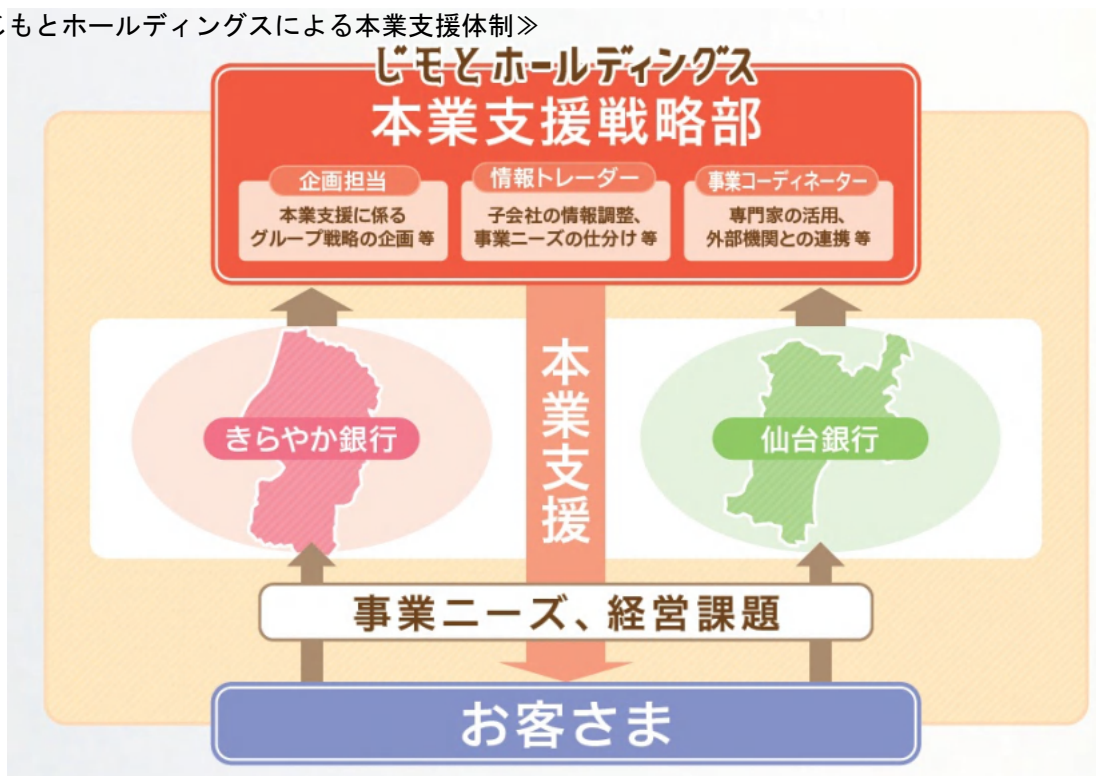 じもとホールディングスによる本業支援体制≫
じモとホールディングス
本業支援戦略部
企画担当
本業支援に係る
グループ戦略の企画 等
情報トレーダー
子会社の情報調整、
事業ニーズの仕分け 等
事業コーディネーター
専門家の活用、
外部機関との連携 等
本業支援
きらやか銀行
仙台銀行
事業ニーズ、経営課題
お客さま